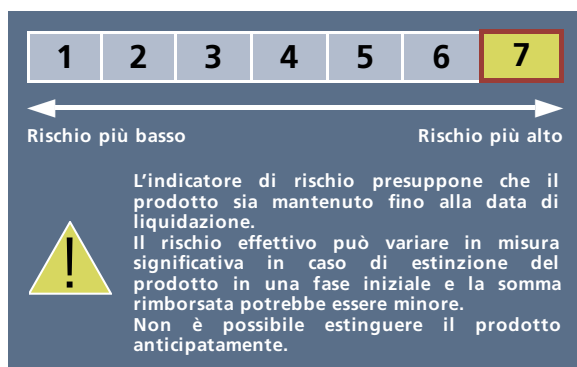 1 2 3 4 5 6 7
Rischio più basso Rischio più alto
L'indicatore di rischio presuppone che il
prodotto sia mantenuto fino alla data di
liquidazione.
Il rischio effettivo può variare in misura
significativa in caso di estinzione del
prodotto in una fase iniziale e la somma
rimborsata potrebbe essere minore.
Non è possibile estinguere il prodotto
anticipatamente.
!